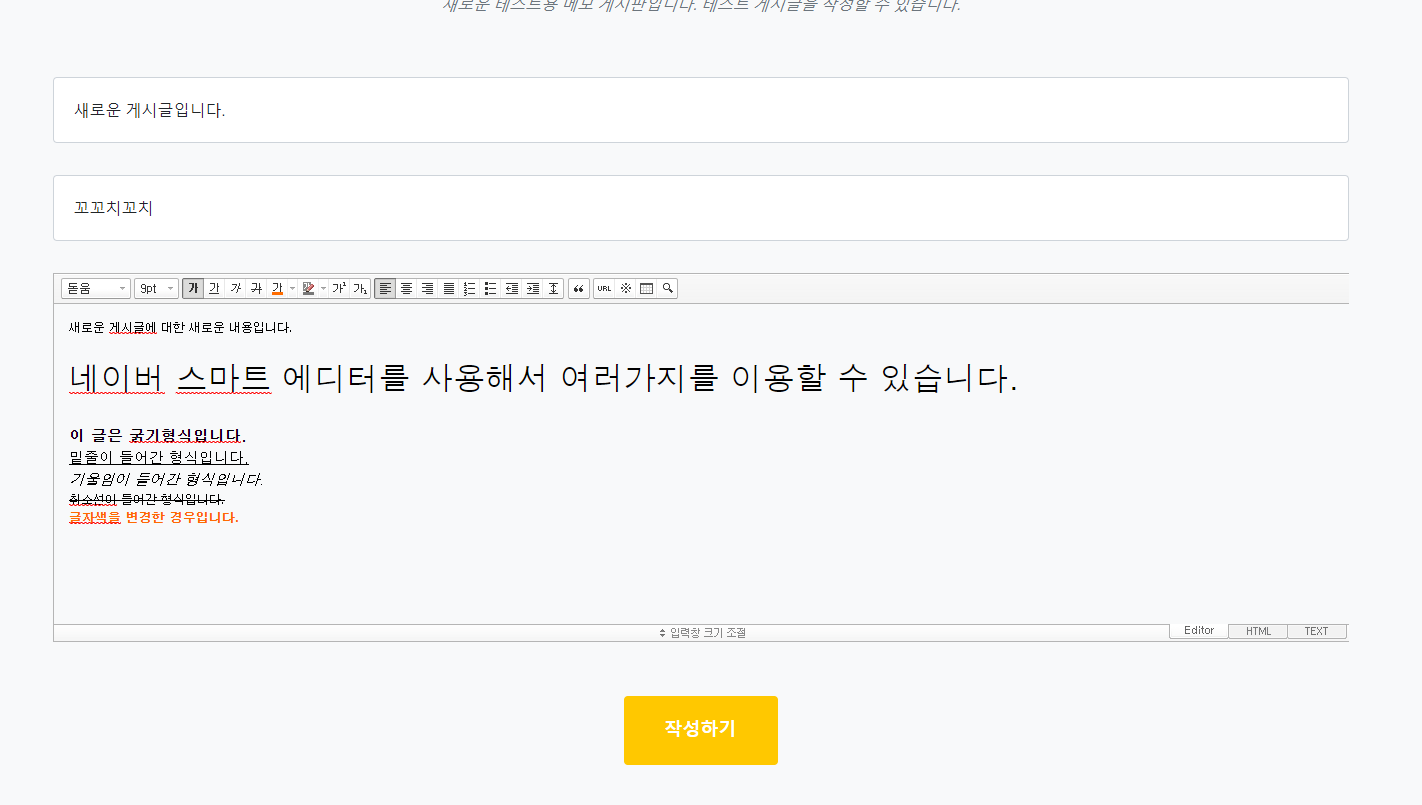 새로운 테스트용 메모 게시판입니다. 테스트 게시글을 작성할 수 있습니다.
새로운 게시글입니다.
꼬꼬치꼬치
돋움 9pt 가 가 가 가 가 가 가¹ 가₁ “ URL ※
새로운 게시글에 대한 새로운 내용입니다.
네이버 스마트 에디터를 사용해서 여러가지를 이용할 수 있습니다.
이 글은 굵기형식입니다.
밑줄이 들어간 형식입니다.
기울임이 들어간 형식입니다.
취소선이 들어간 형식입니다.
글자색을 변경한 경우입니다.
입력창 크기 조절
Editor HTML TEXT
작성하기